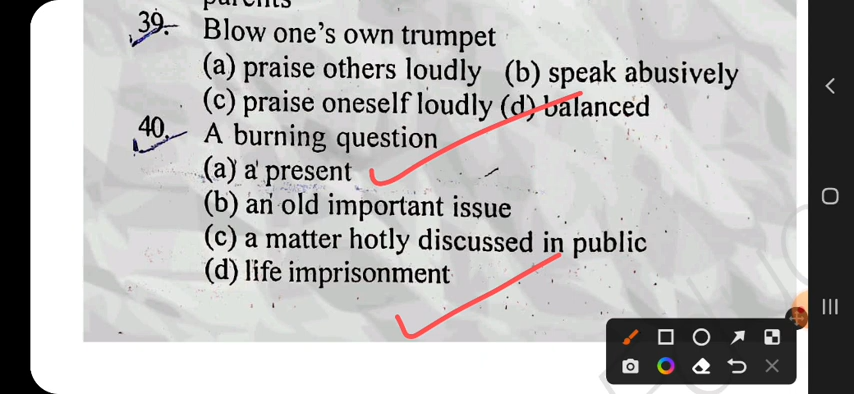 39. Blow one's own trumpet
(a) praise others loudly (b) speak abusively
(c) praise oneself loudly (d) balanced
40. A burning question
(a) a present
(b) an old important issue
(c) a matter hotly discussed in public
(d) life imprisonment